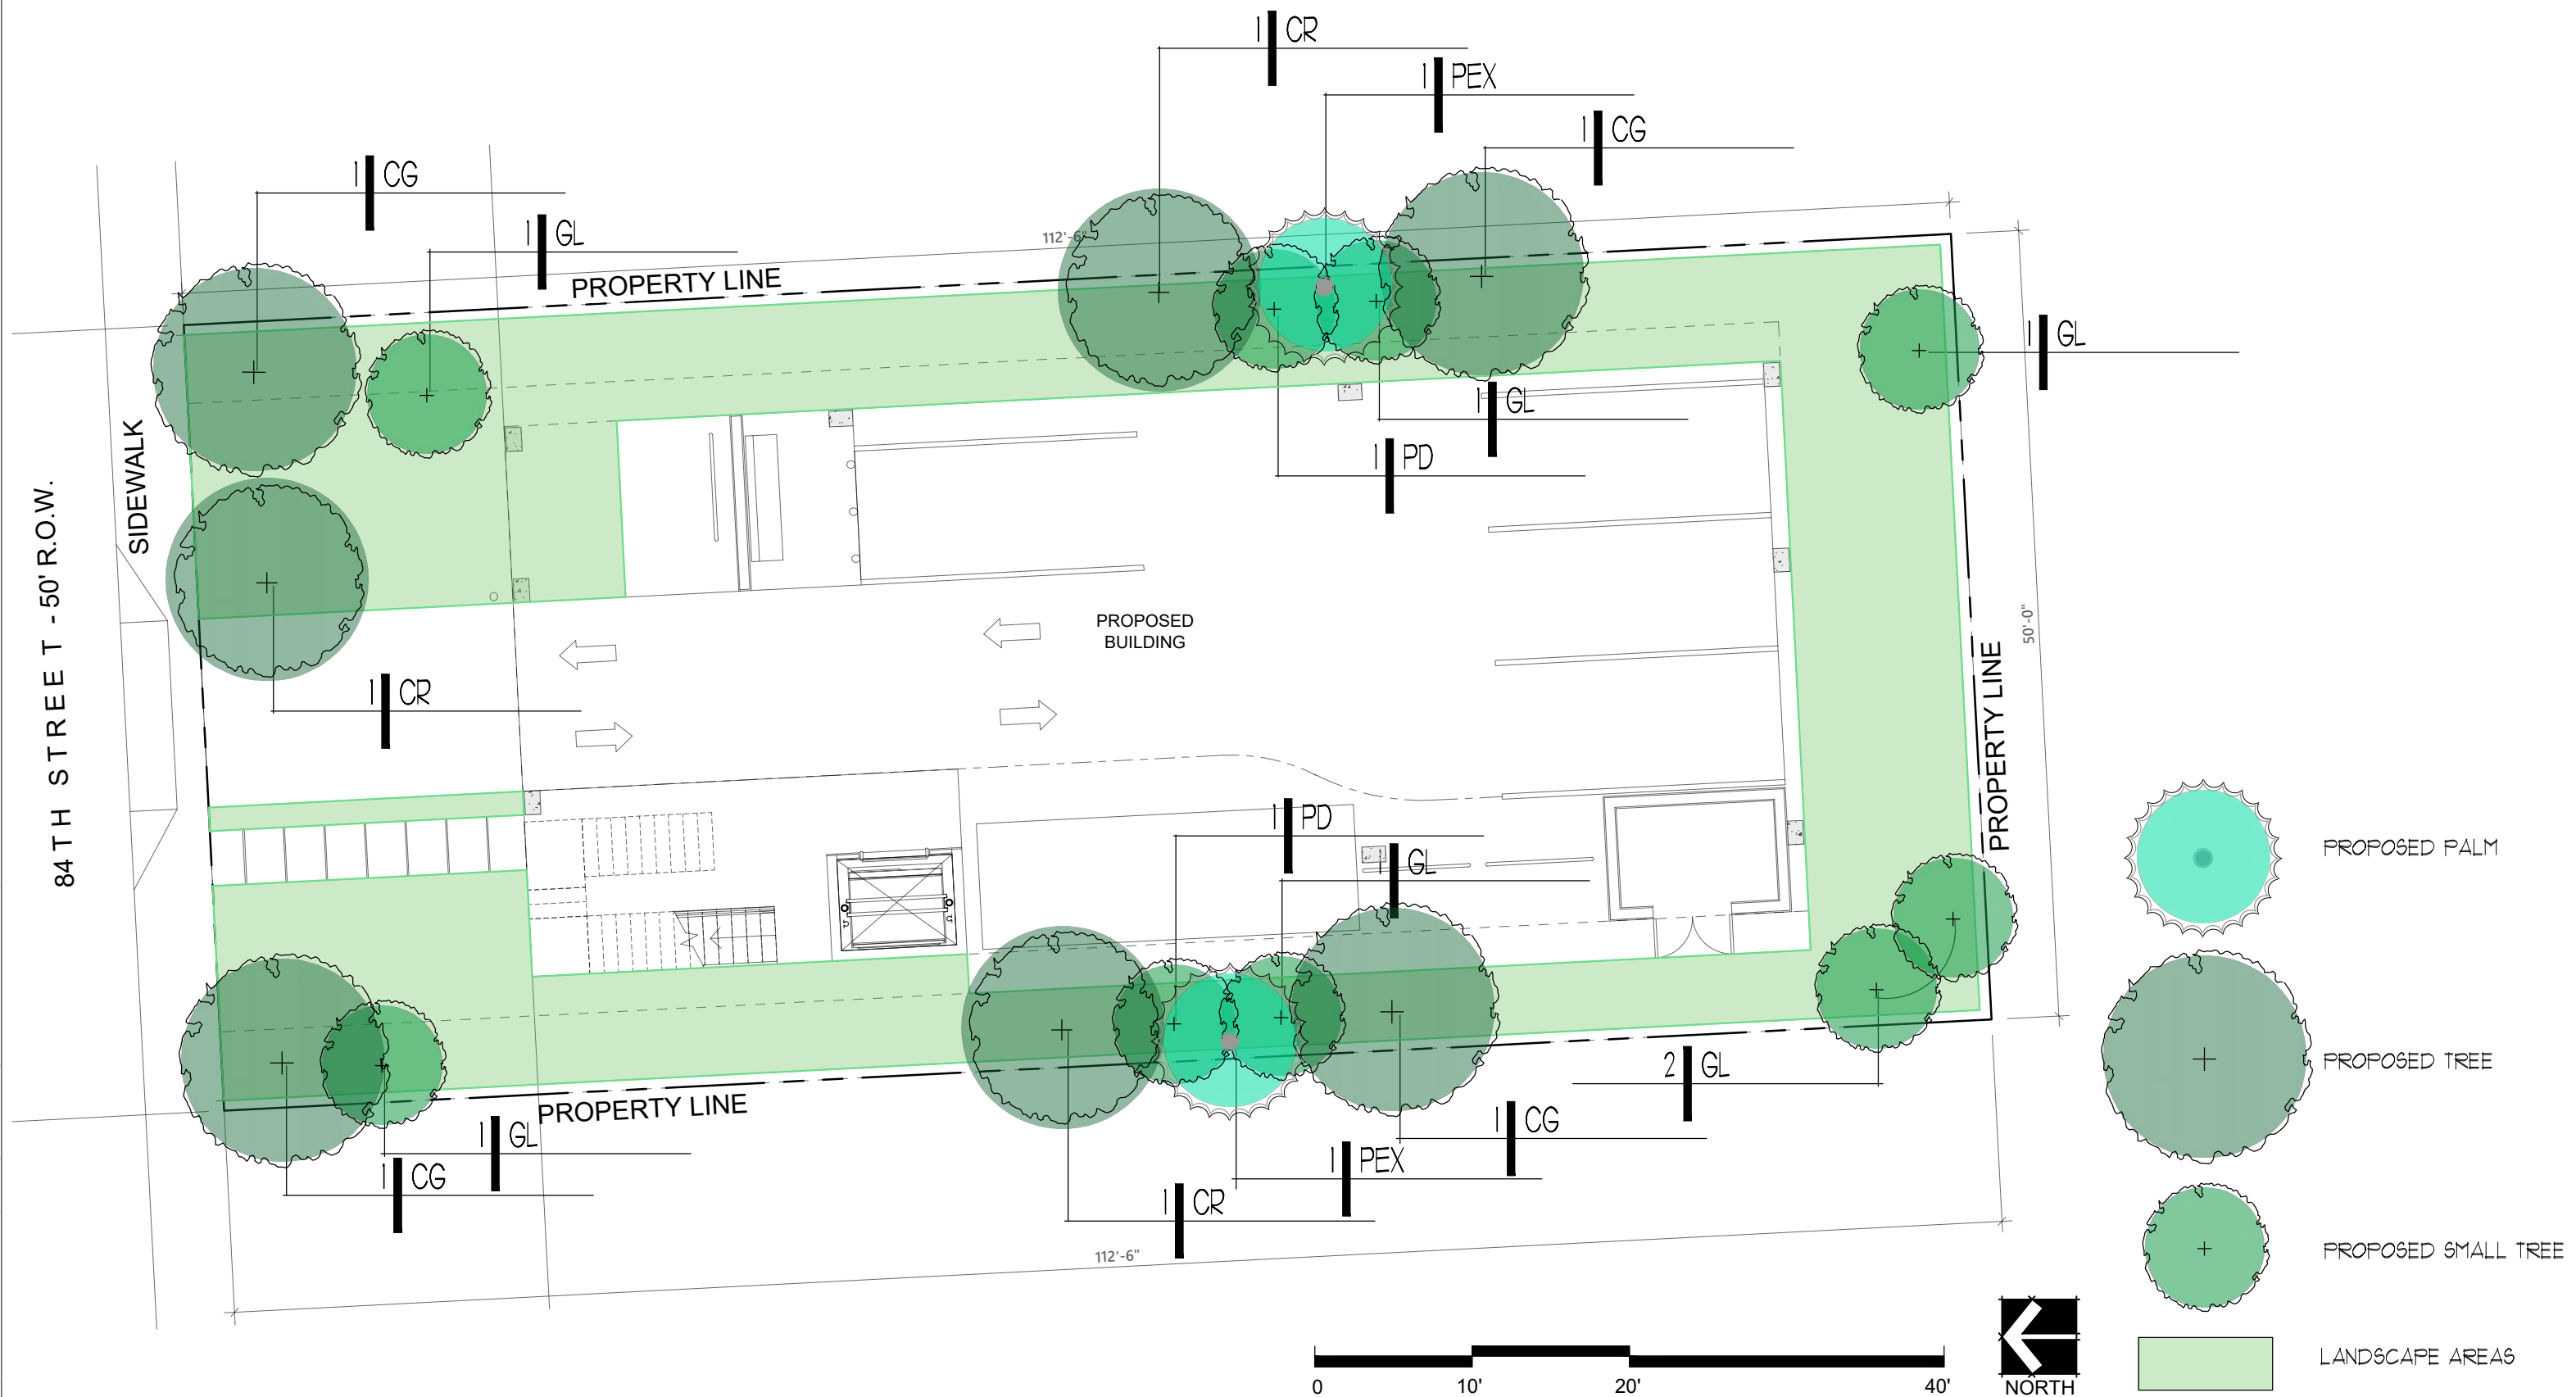 1 CR
1 PEX
1 CG
1 CG
1 GL
112'-6"
PROPERTY LINE
1 GL
1 GL
1 PD
SIDEWALK
84TH STREET - 50' R.O.W.
PROPOSED
BUILDING
50'-0"
PROPERTY LINE
1 CR
1 PD
1 GL
PROPOSED PALM
2 GL
PROPOSED TREE
PROPERTY LINE
1 GL
1 CG
1 CG
1 PEX
1 CR
112'-6"
PROPOSED SMALL TREE
LANDSCAPE AREAS
0 10' 20' 40'
NORTH